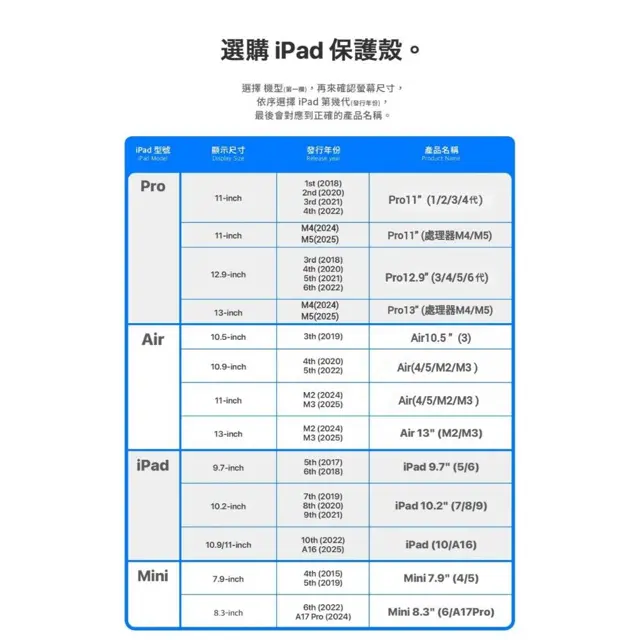 選購 iPad 保護殼。
選擇 機型(第一欄)，再來確認螢幕尺寸，
依序選擇 iPad 第幾代(發行年份)，
最後會對應到正確的產品名稱。
iPad 型號 顯示尺寸 發行年份 產品名稱
iPad Model Display Size Release year Product Name
Pro
11-inch
1st (2018)
2nd (2020)
3rd (2021)
4th (2022)
Pro11” (1/2/3/4代)
11-inch
M4(2024)
M5(2025)
Pro11” (處理器M4/M5)
12.9-inch
3rd (2018)
4th (2020)
5th (2021)
6th (2022)
Pro12.9” (3/4/5/6代)
13-inch
M4(2024)
M5(2025)
Pro13” (處理器M4/M5)
Air
10.5-inch
3th (2019)
Air10.5 ” (3)
10.9-inch
4th (2020)
5th (2022)
Air(4/5/M2/M3 )
11-inch
M2 (2024)
M3 (2025)
Air(4/5/M2/M3 )
13-inch
M2 (2024)
M3 (2025)
Air 13" (M2/M3)
iPad
9.7-inch
5th (2017)
6th (2018)
iPad 9.7" (5/6)
10.2-inch
7th (2019)
8th (2020)
9th (2021)
iPad 10.2" (7/8/9)
10.9/11-inch
10th (2022)
A16 (2025)
iPad (10/A16)
Mini
7.9-inch
4th (2015)
5th (2019)
Mini 7.9" (4/5)
8.3-inch
6th (2022)
A17 Pro (2024)
Mini 8.3" (6/A17Pro)